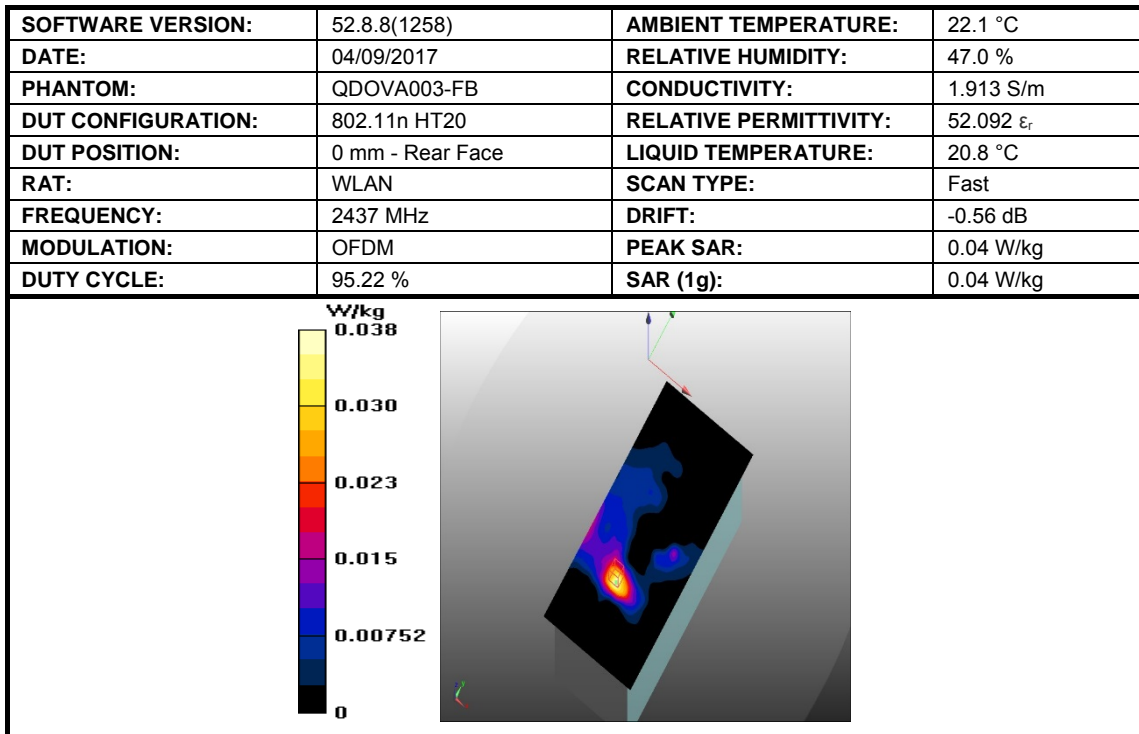 SOFTWARE VERSION: 52.8.8(1258) AMBIENT TEMPERATURE: 22.1 °C
DATE: 04/09/2017 RELATIVE HUMIDITY: 47.0 %
PHANTOM: QDOVA003-FB CONDUCTIVITY: 1.913 S/m
DUT CONFIGURATION: 802.11n HT20 RELATIVE PERMITTIVITY: 52.092 εr
DUT POSITION: 0 mm - Rear Face LIQUID TEMPERATURE: 20.8 °C
RAT: WLAN SCAN TYPE: Fast
FREQUENCY: 2437 MHz DRIFT: -0.56 dB
MODULATION: OFDM PEAK SAR: 0.04 W/kg
DUTY CYCLE: 95.22 % SAR (1g): 0.04 W/kg
W/kg
0.038
0.030
0.023
0.015
0.00752
0